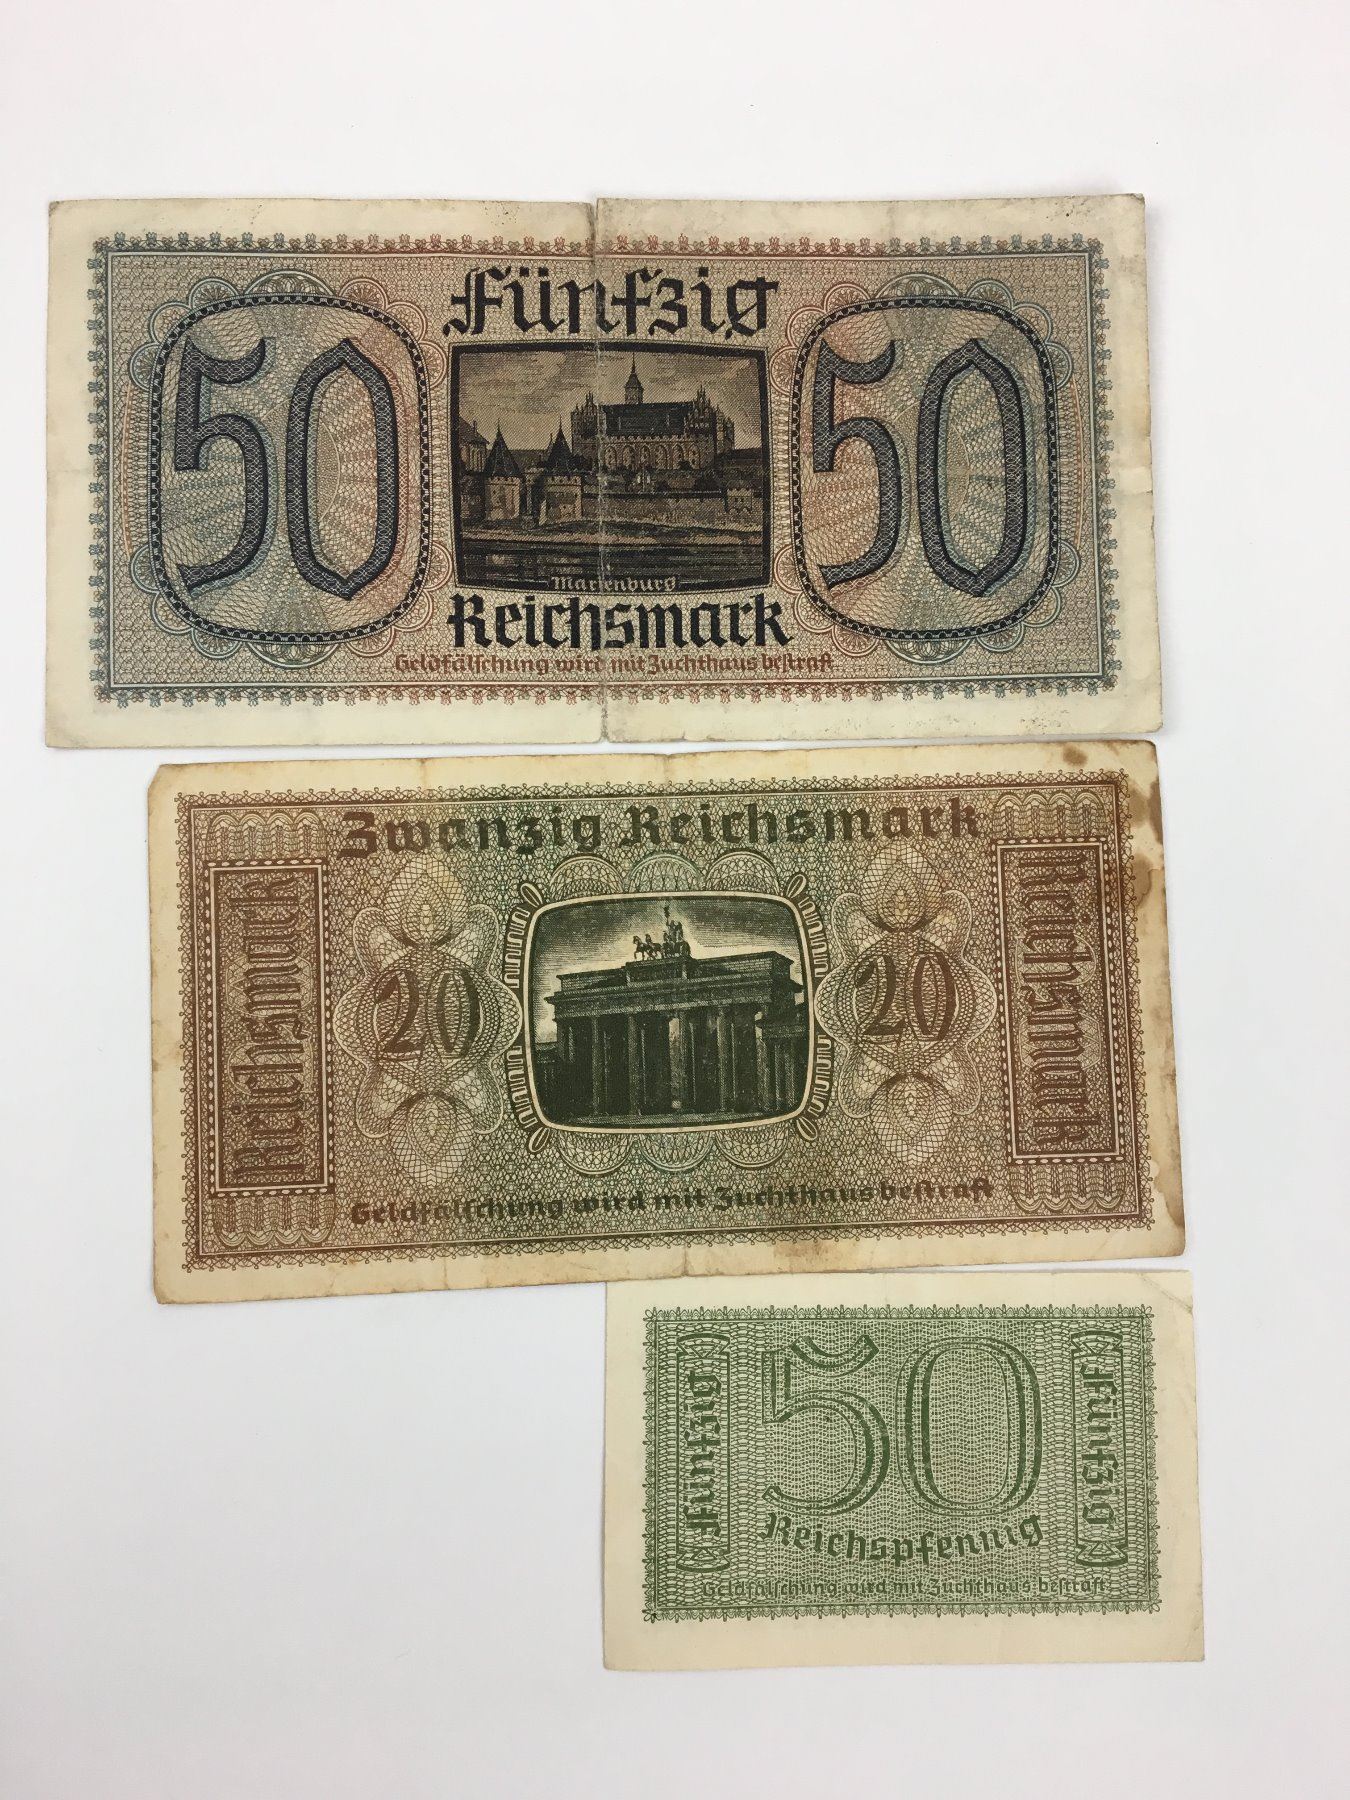 Fünfzig
50
50
Marienburg
Reichsmark
Geldfälschung wird mit Zuchthaus bestraft
Zwanzig Reichsmark
Reichsmark
20
20
Reichsmark
Geldfälschung wird mit Zuchthaus bestraft
Fünfzig
50
Fünfzig
Reichspfennig
Geldfälschung wird mit Zuchthaus bestraft